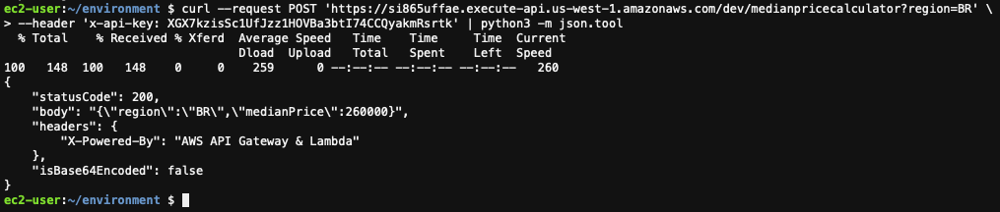 ec2-user:~/environment $ curl --request POST 'https://si865uffae.execute-api.us-west-1.amazonaws.com/dev/medianpricecalculator?region=BR' \
> --header 'x-api-key: XGX7kzisSc1UfJzz1HOVBa3btI74CCQyakmRsrtk' | python3 -m json.tool
% Total % Received % Xferd Average Speed Time Time Time Current
Dload Upload Total Spent Left Speed
100 148 100 148 0 0 259 0 --:--:-- --:--:-- --:--:-- 260
{
"statusCode": 200,
"body": "{\"region\":\"BR\",\"medianPrice\":260000}",
"headers": {
"X-Powered-By": "AWS API Gateway & Lambda"
},
"isBase64Encoded": false
}
ec2-user:~/environment $